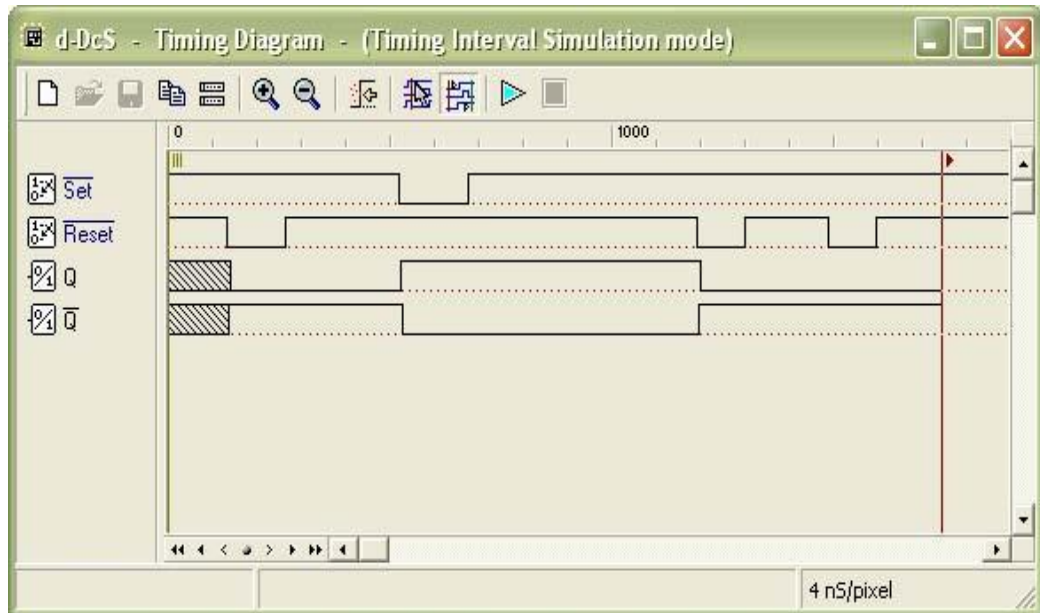 d-DcS - Timing Diagram - (Timing Interval Simulation mode)
0 1000
Set
Reset
Q
Q̅
4 nS/pixel